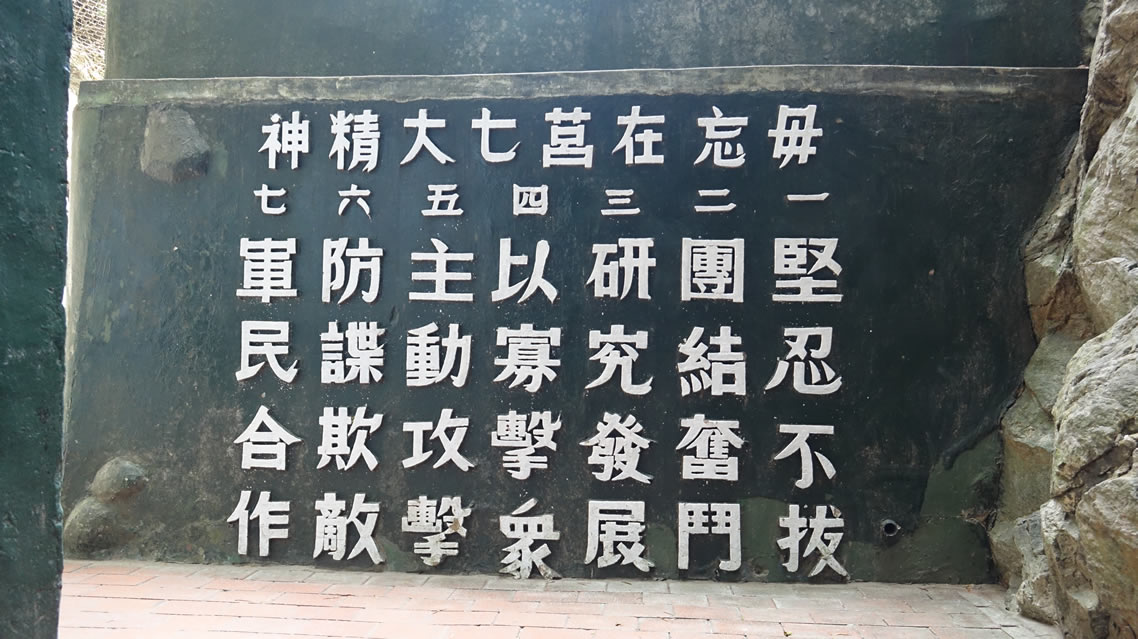 毋忘在莒七大精神
一堅忍不拔
二團結奮鬥
三研究發展
四以寡擊眾
五主動攻擊
六防諜欺敵
七軍民合作